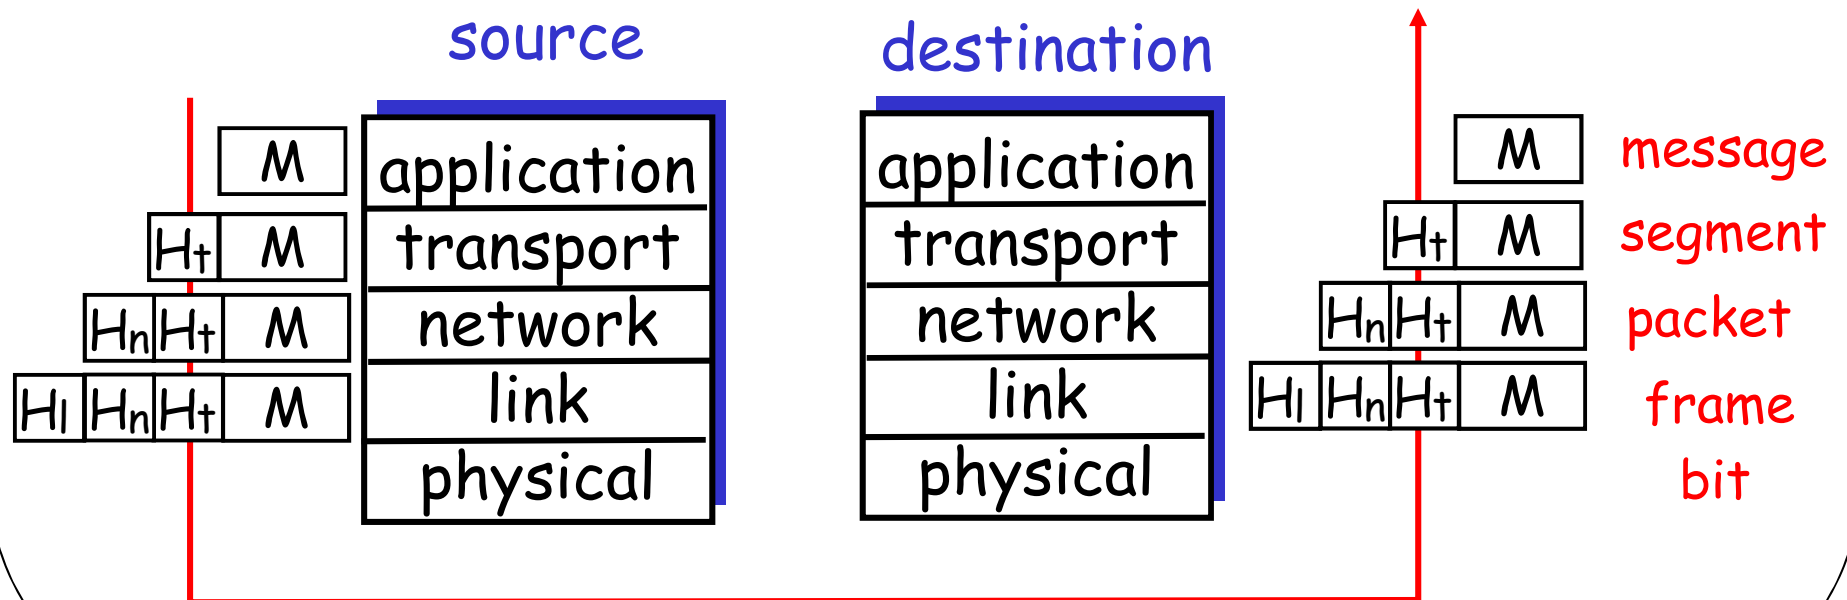 source destination
M application application M message
Ht M transport transport Ht M segment
Hn Ht M network network Hn Ht M packet
Hl Hn Ht M link link Hl Hn Ht M frame
physical physical bit